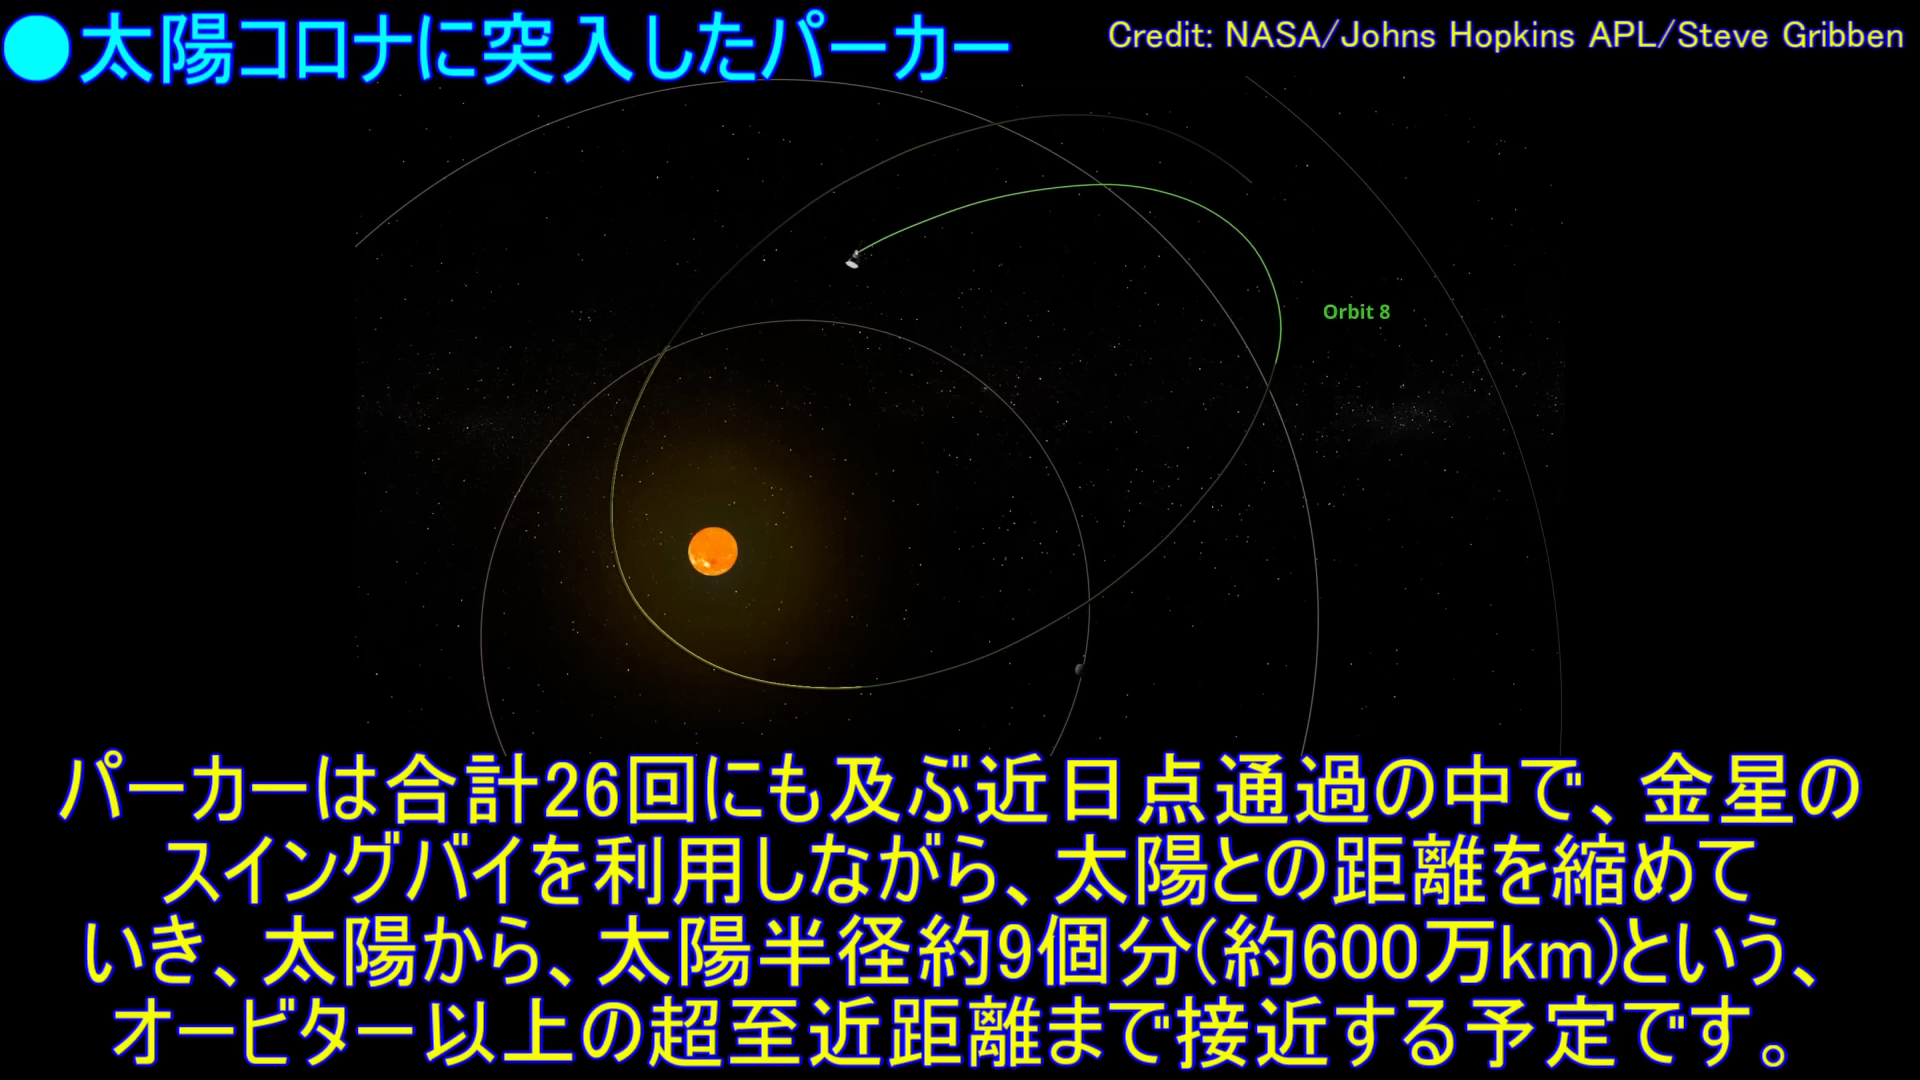 ●太陽コロナに突入したパーカー
Credit: NASA/Johns Hopkins APL/Steve Gribben
Orbit 8
パーカーは合計26回にも及ぶ近日点通過の中で、金星の
スイングバイを利用しながら、太陽との距離を縮めて
いき、太陽から、太陽半径約9個分(約600万km)という、
オービター以上の超至近距離まで接近する予定です。